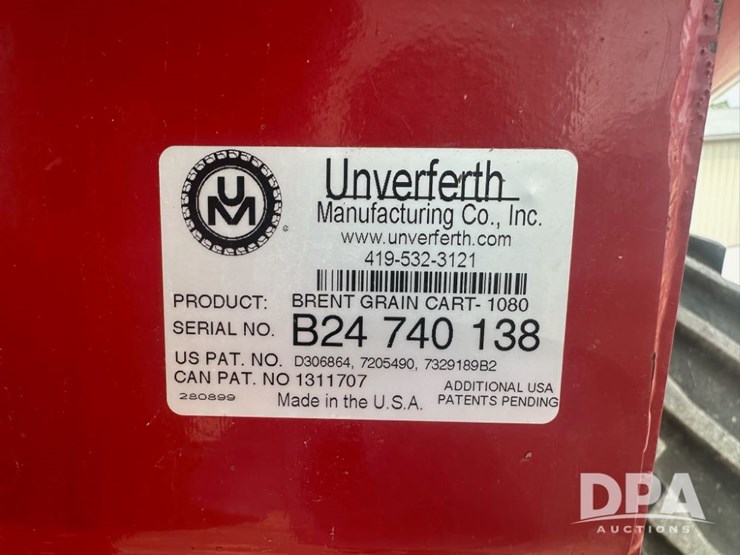 UM
Unverferth
Manufacturing Co., Inc.
www.unverferth.com
419-532-3121
PRODUCT: BRENT GRAIN CART- 1080
SERIAL NO. B24 740 138
US PAT. NO. D306864, 7205490, 7329189B2
CAN PAT. NO 1311707
ADDITIONAL USA
PATENTS PENDING
280899
Made in the U.S.A.
DPA
AUCTIONS